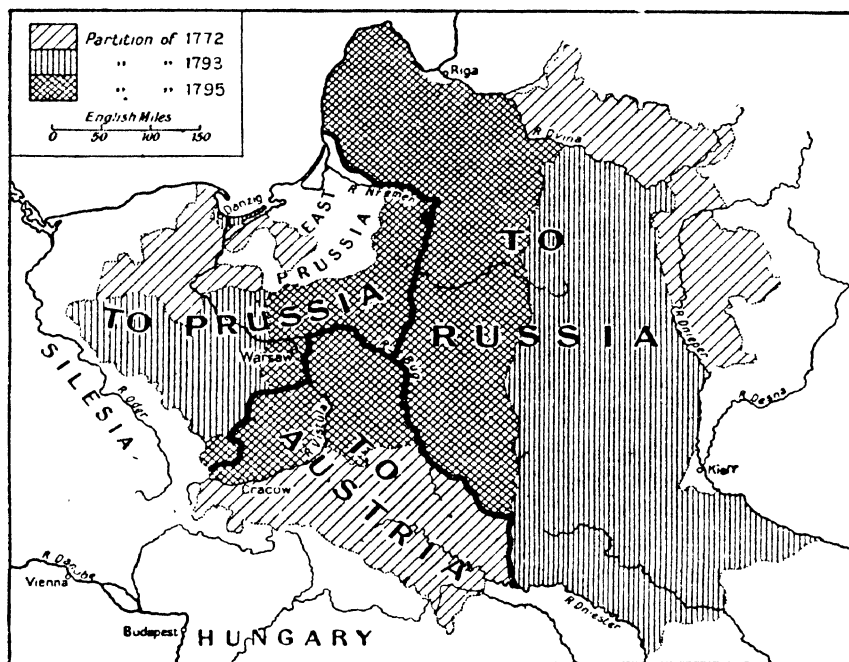 Partition of 1772
" " 1793
" " 1795
English Miles
0 50 100 150
Riga
R Dvina
R Niemen
Danzig
EAST
PRUSSIA
TO
TO PRUSSIA
RUSSIA
R Dnieper
Warsaw
R. Bug
SILESIA
R Oder
R Desna
R Vistula
TO
AUSTRIA
Cracow
Kieff
R Danube
Vienna
R Dniester
Budapest
HUNGARY